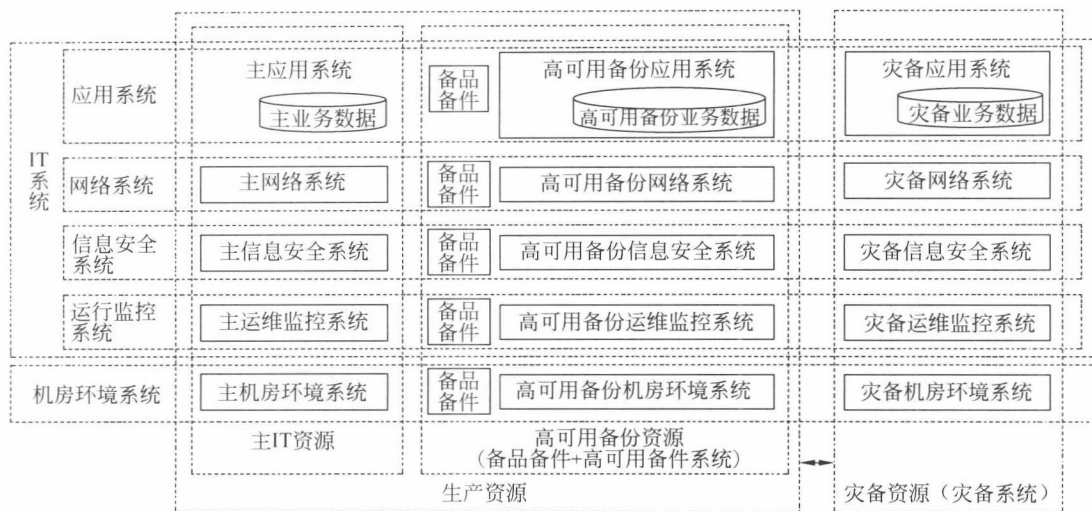 IT
系
统
应用系统
主应用系统
主业务数据
备品
备件
高可用备份应用系统
高可用备份业务数据
灾备应用系统
灾备业务数据
网络系统
主网络系统
备品
备件
高可用备份网络系统
灾备网络系统
信息安全
系统
主信息安全系统
备品
备件
高可用备份信息安全系统
灾备信息安全系统
运行监控
系统
主运维监控系统
备品
备件
高可用备份运维监控系统
灾备运维监控系统
机房环境系统
主机房环境系统
备品
备件
高可用备份机房环境系统
灾备机房环境系统
主IT资源
高可用备份资源
（备品备件+高可用备件系统）
生产资源
灾备资源（灾备系统）